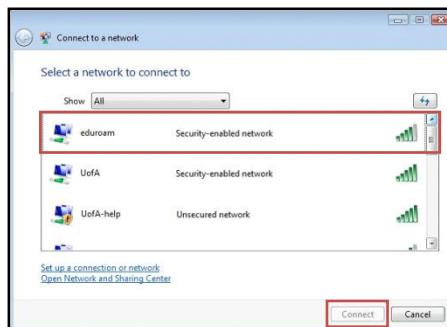 Connect to a network
Select a network to connect to
Show All
eduroam Security-enabled network
UofA Security-enabled network
UofA-help Unsecured network
Set up a connection or network
Open Network and Sharing Center
Connect Cancel